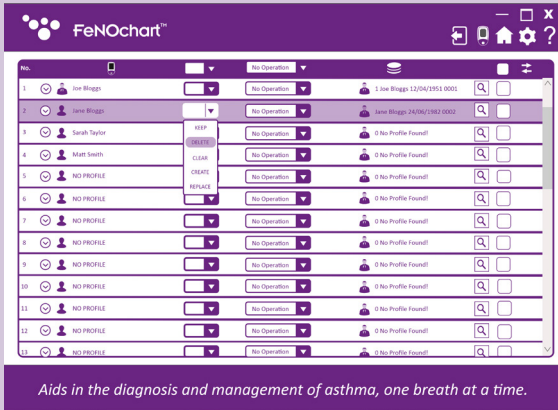 FeNOchart™
No. No Operation
1 Joe Bloggs No Operation 1 Joe Bloggs 12/04/1951 0001
2 Jane Bloggs Jane Bloggs 24/06/1982 0002
KEEP
3 Sarah Taylor No Operation 0 No Profile Found!
DELETE
4 Matt Smith No Operation 0 No Profile Found!
CLEAR
5 NO PROFILE No Operation 0 No Profile Found!
CREATE
REPLACE
6 NO PROFILE No Operation 0 No Profile Found!
7 NO PROFILE No Operation 0 No Profile Found!
8 NO PROFILE No Operation 0 No Profile Found!
9 NO PROFILE No Operation 0 No Profile Found!
10 NO PROFILE No Operation 0 No Profile Found!
11 NO PROFILE No Operation 0 No Profile Found!
12 NO PROFILE No Operation 0 No Profile Found!
13 NO PROFILE No Operation 0 No Profile Found!
Aids in the diagnosis and management of asthma, one breath at a time.